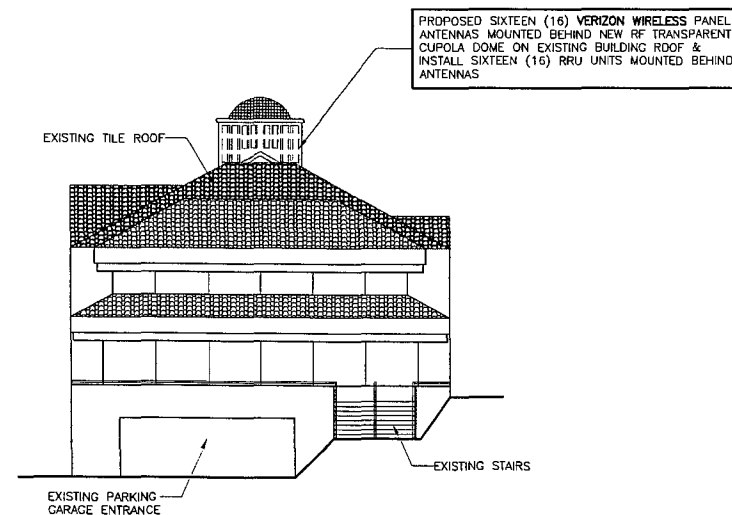 PROPOSED SIXTEEN (16) VERIZON WIRELESS PANEL
ANTENNAS MOUNTED BEHIND NEW RF TRANSPARENT
CUPOLA DOME ON EXISTING BUILDING ROOF &
INSTALL SIXTEEN (16) RRU UNITS MOUNTED BEHIND
ANTENNAS
EXISTING TILE ROOF
EXISTING STAIRS
EXISTING PARKING
GARAGE ENTRANCE